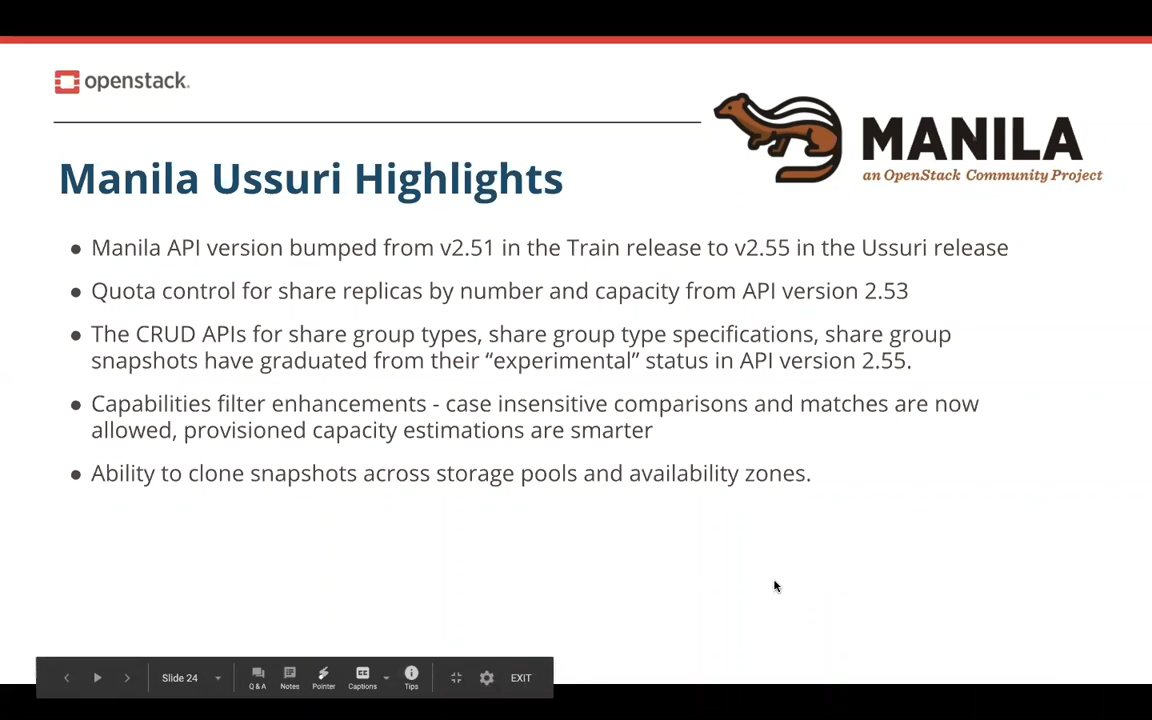 openstack.
MANILA
an OpenStack Community Project
Manila Ussuri Highlights
● Manila API version bumped from v2.51 in the Train release to v2.55 in the Ussuri release
● Quota control for share replicas by number and capacity from API version 2.53
● The CRUD APIs for share group types, share group type specifications, share group
snapshots have graduated from their “experimental” status in API version 2.55.
● Capabilities filter enhancements - case insensitive comparisons and matches are now
allowed, provisioned capacity estimations are smarter
● Ability to clone snapshots across storage pools and availability zones.
Slide 24
Q & A
Notes
Pointer
Captions
Tips
EXIT